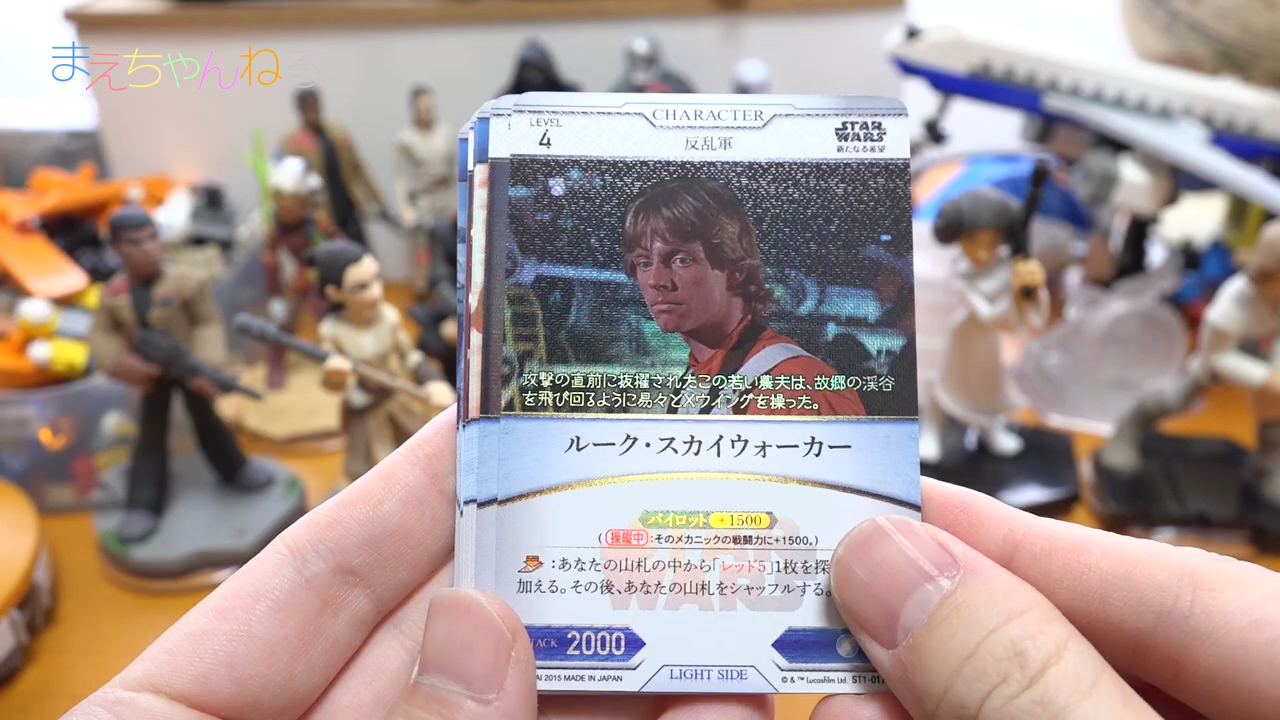 まえちゃんね
CHARACTER
LEVEL
4
反乱軍
STAR WARS
新たなる希望
攻撃の直前に抜擢されたこの若い農夫は、故郷の渓谷
を飛び回るように易々とXウイングを操った。
ルーク・スカイウォーカー
パイロット +1500
(操縦中:そのメカニックの戦闘力に+1500。)
:あなたの山札の中から「レッド5」1枚を探
加える。その後、あなたの山札をシャッフルする。
2000
LIGHT SIDE
2015 MADE IN JAPAN
© & ™ Lucasfilm Ltd. ST1-01